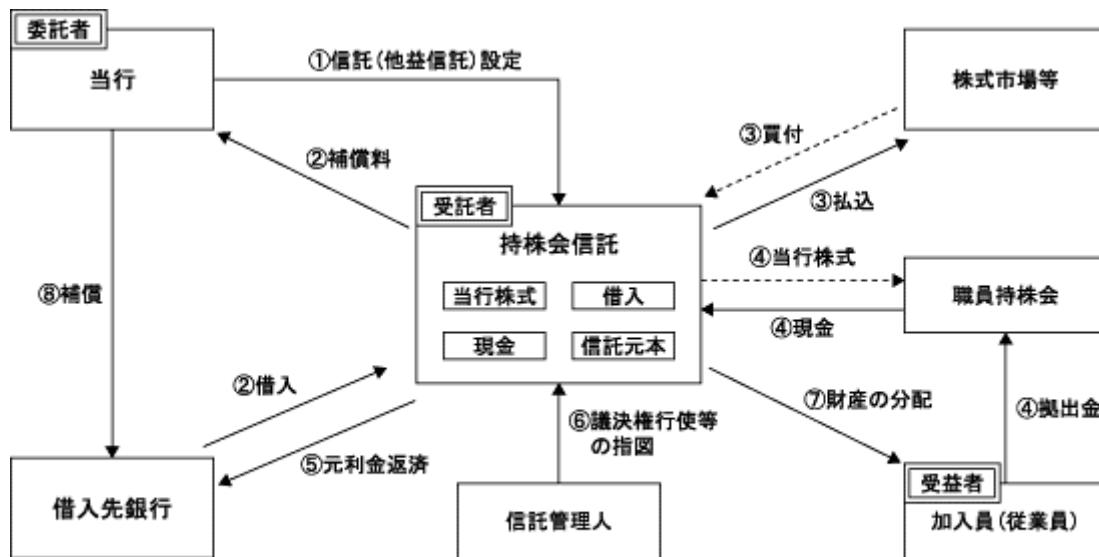 委託者
当行
①信託(他益信託)設定
株式市場等
③買付
②補償料
③払込
受託者
持株会信託
④当行株式
当行株式
借入
職員持株会
⑧補償
④現金
現金
信託元本
②借入
⑦財産の分配
④拠出金
⑥議決権行使等
の指図
⑤元利金返済
受益者
借入先銀行
信託管理人
加入員(従業員)